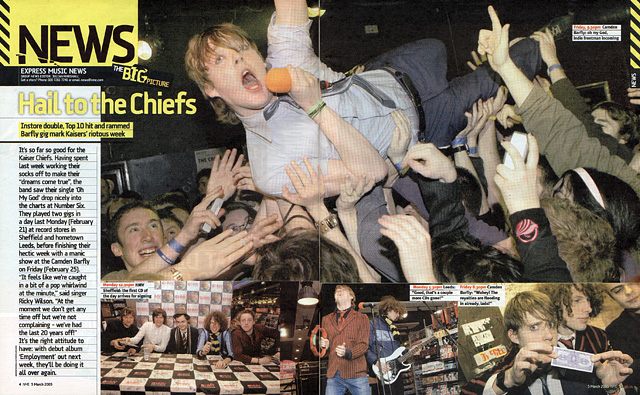 NEWS
EXPRESS MUSIC NEWS
THE BIG PICTURE
Hail to the Chiefs
Instore double, Top 10 hit and rammed
Barfly gig mark Kaisers' riotous week
It's so far so good for the
Kaiser Chiefs. Having spent
last week working their
socks off to make their
"dreams come true", the
band saw their single 'Oh
My God' drop nicely into
the charts at Number Six.
They played two gigs in
a day last Monday (February
21) at record stores in
Sheffield and hometown
Leeds, before finishing their
hectic week with a manic
show at the Camden Barfly
on Friday (February 25).
"It feels like we're caught
in a bit of a pop whirlwind
at the minute," said singer
Ricky Wilson. "At the
moment we don't get any
time off but we're not
complaining – we've had
the last 20 years off!"
It's the right attitude to
have: with debut album
'Employment' out next
week, they'll be doing it
all over again.
4 NME 5 March 2005
Friday, 9.30pm Camden
Barfly: oh my God,
indie frontman incoming
NEWS
Sheffield: the first CD of
the day arrives for signing
Monday 5.30pm Leeds:
"Good, that's a couple
more CDs gone!"
Friday 8.30pm Camden
Barfly: "Wahey! The
royalties are flooding
in already, lads!"